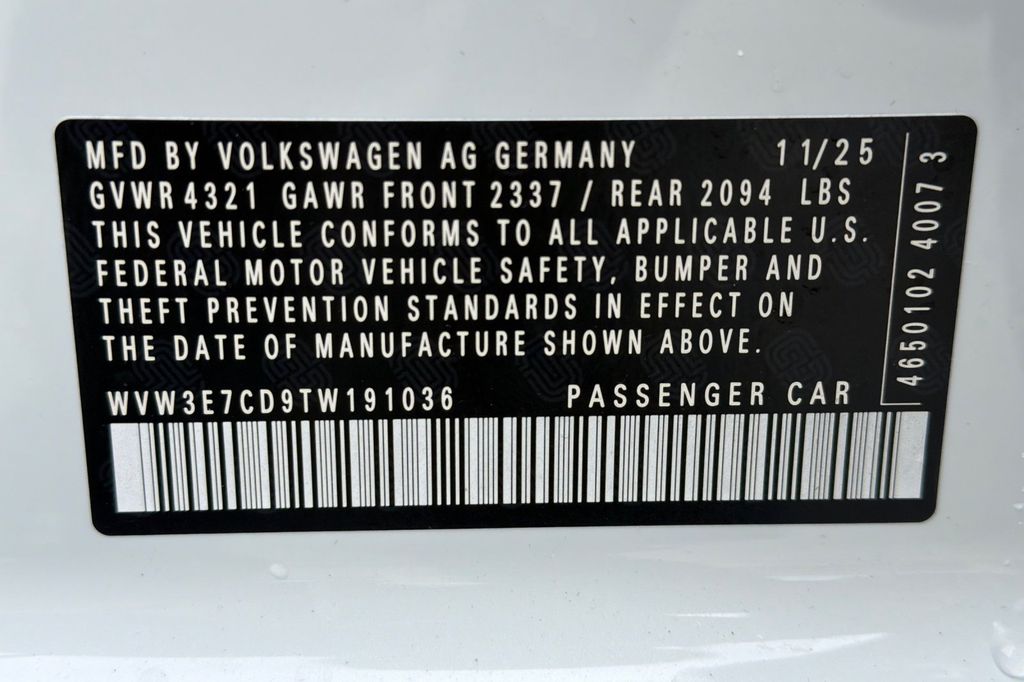 MFD BY VOLKSWAGEN AG GERMANY 11/25
GVWR 4321 GAWR FRONT 2337 / REAR 2094 LBS
THIS VEHICLE CONFORMS TO ALL APPLICABLE U.S.
FEDERAL MOTOR VEHICLE SAFETY, BUMPER AND
THEFT PREVENTION STANDARDS IN EFFECT ON
THE DATE OF MANUFACTURE SHOWN ABOVE.
WVW3E7CD9TW191036 PASSENGER CAR
4650102 4007 3